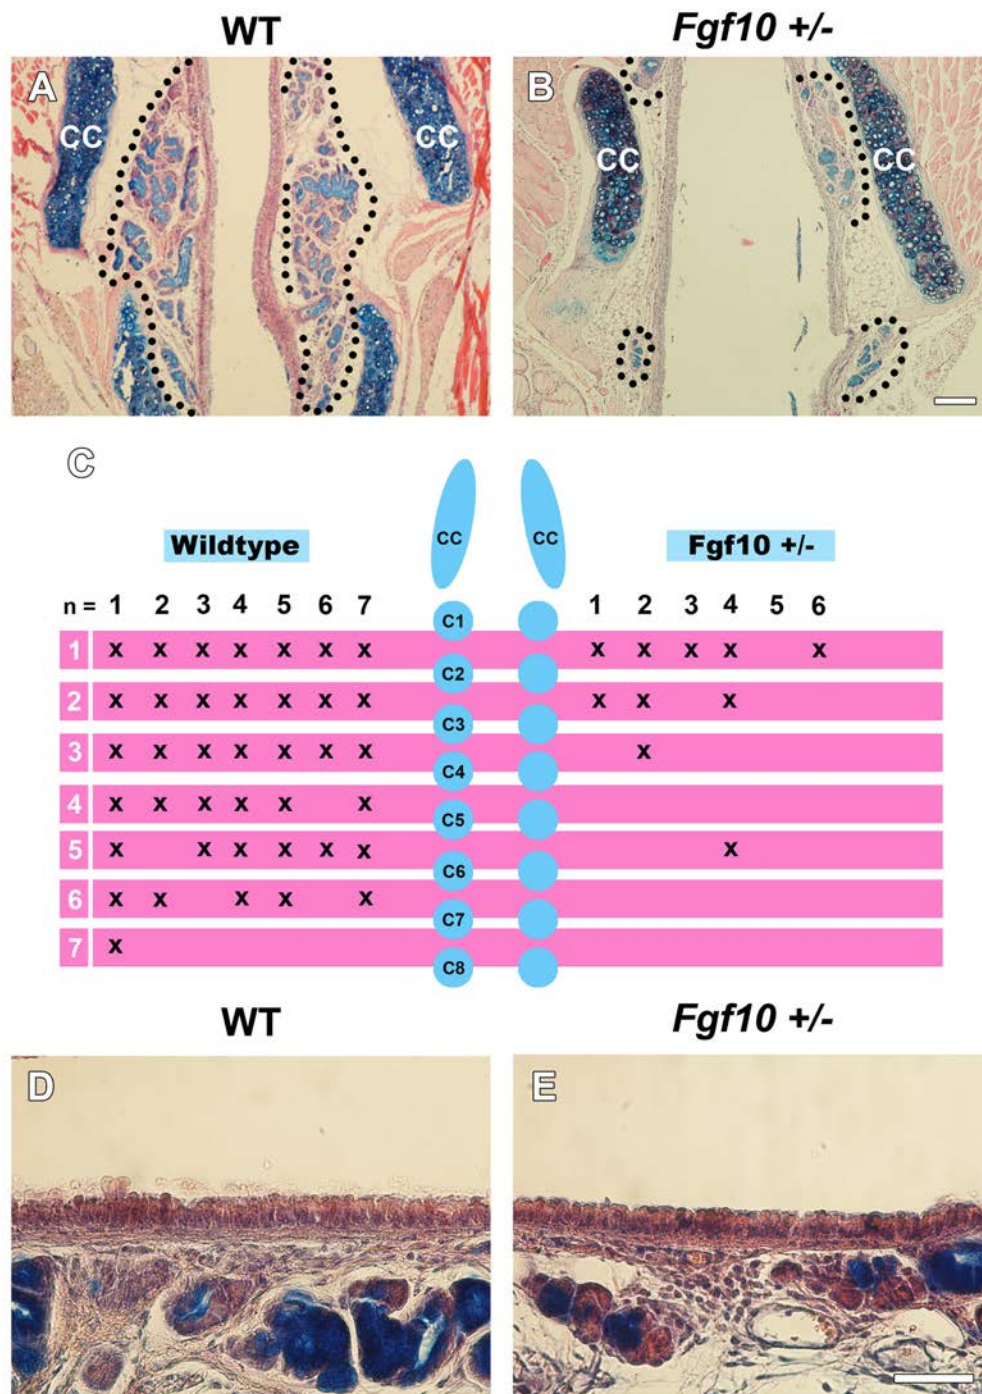 WT Fgf10 +/-
A B
CC CC CC CC
C
CC CC
Wildtype Fgf10 +/-
n = 1 2 3 4 5 6 7 C1 1 2 3 4 5 6
1 x x x x x x x x x x x x
C2
2 x x x x x x x x x x
C3
3 x x x x x x x x
C4
4 x x x x x x
C5
5 x x x x x x x
C6
6 x x x x x
C7
7 x
C8
WT Fgf10 +/-
D E